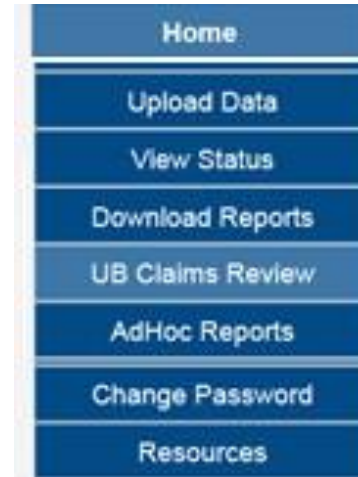 Home
Upload Data
View Status
Download Reports
UB Claims Review
AdHoc Reports
Change Password
Resources